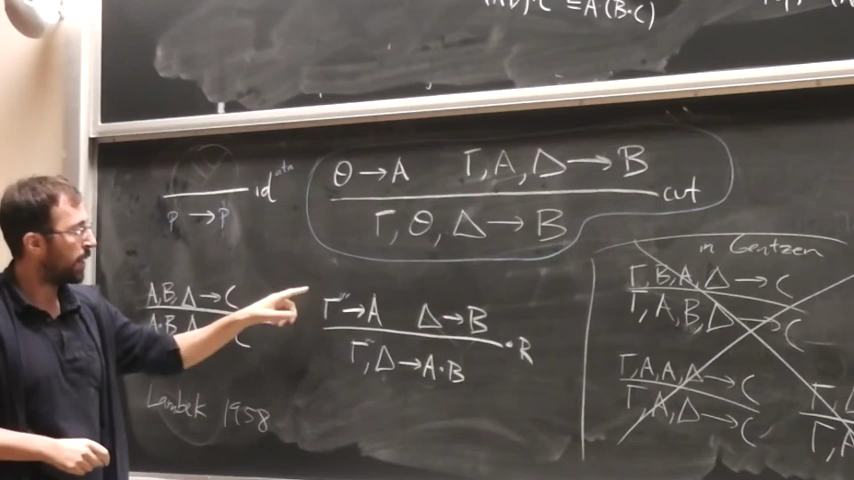 ≡A(B·C)
id atm
p → p
Θ → A    Γ, A, Δ → B
cut
Γ, Θ, Δ → B
A, B, Δ → C
A·B, Δ
C
Lambek 1958
Γ → A    Δ → B
·R
Γ, Δ → A·B
in Gentzen
Γ, B, A, Δ → C
Γ, A, B, Δ → C
Γ, A, A, Δ → C
Γ, A, Δ → C